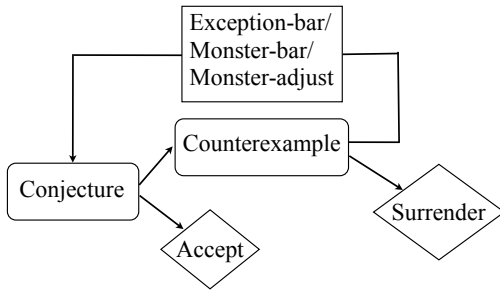 Exception-bar/
Monster-bar/
Monster-adjust
Counterexample
Conjecture
Surrender
Accept